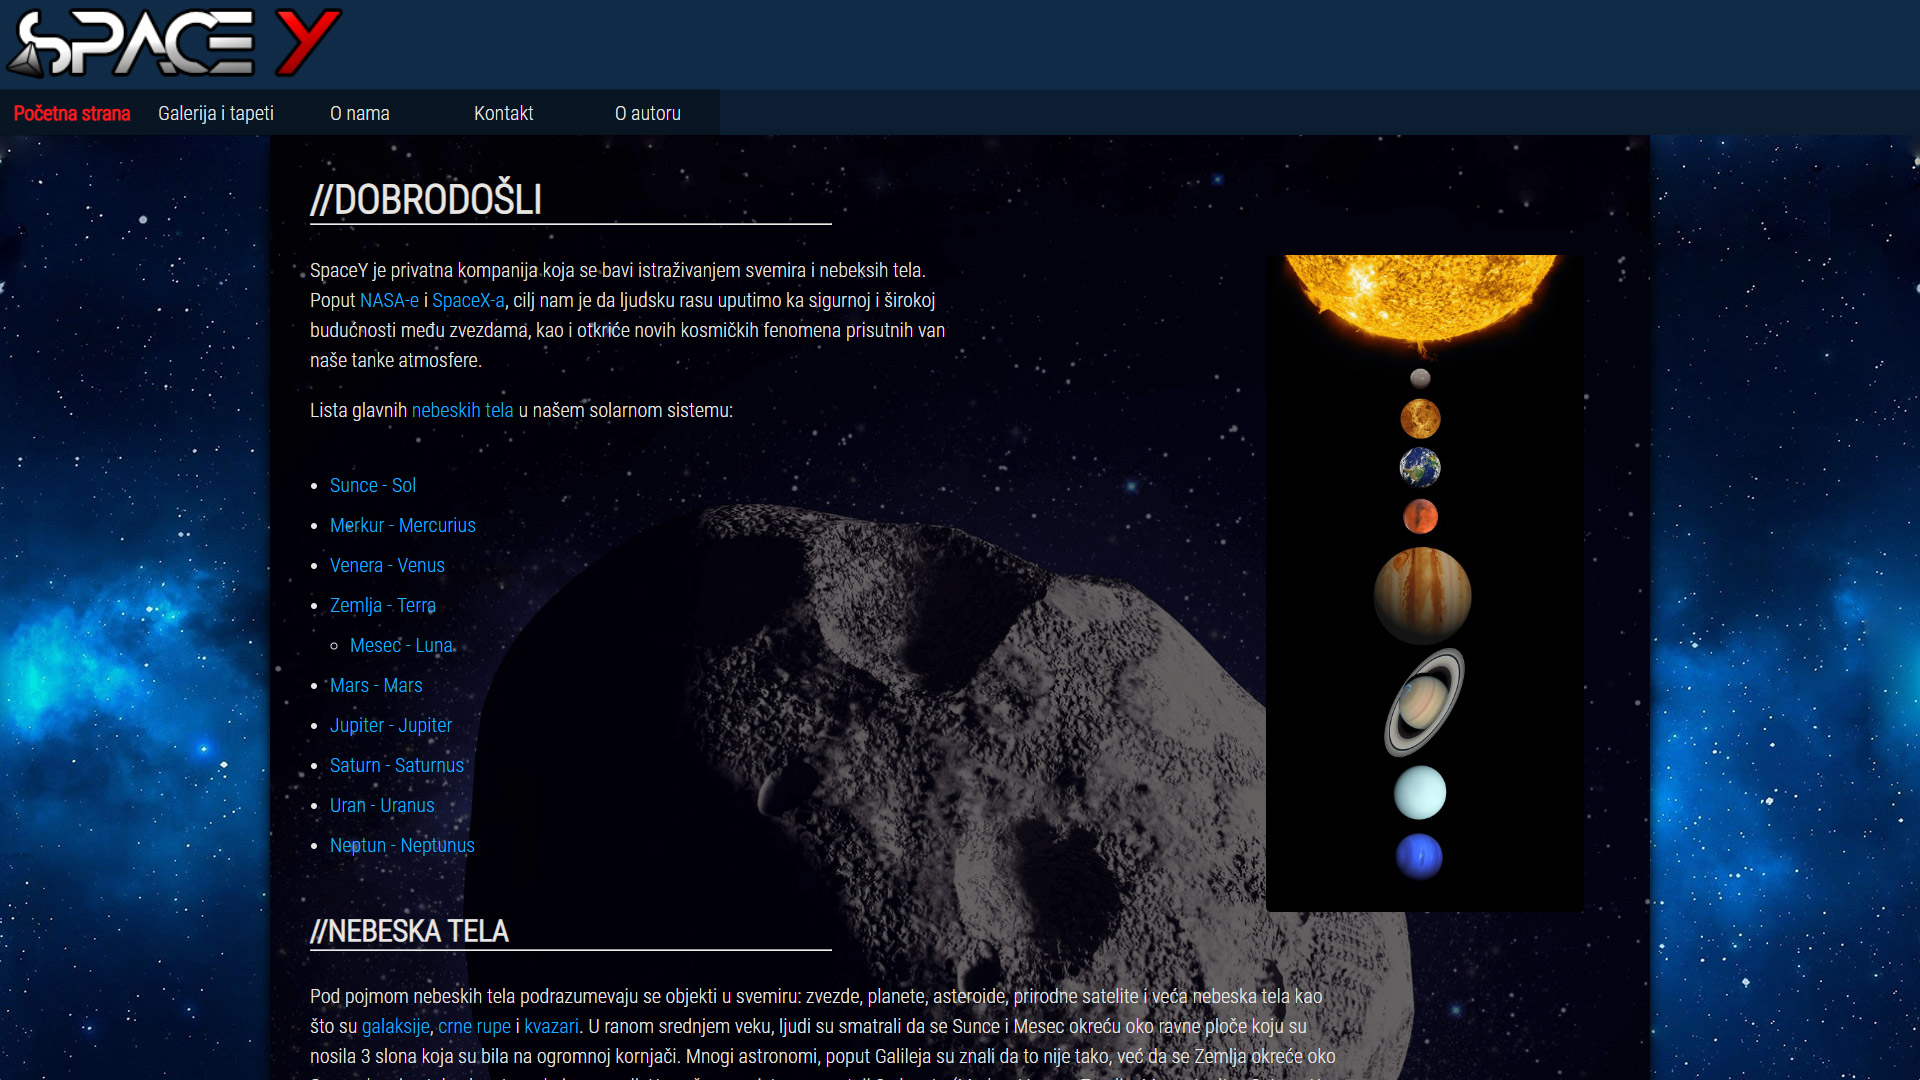 SPACE Y
Početna strana Galerija i tapeti O nama Kontakt O autoru
//DOBRODOŠLI
SpaceY je privatna kompanija koja se bavi istraživanjem svemira i nebeksih tela.
Poput NASA-e i SpaceX-a, cilj nam je da ljudsku rasu uputimo ka sigurnoj i širokoj
budućnosti među zvezdama, kao i otkriće novih kosmičkih fenomena prisutnih van
naše tanke atmosfere.
Lista glavnih nebeskih tela u našem solarnom sistemu:
Sunce - Sol
Merkur - Mercurius
Venera - Venus
Zemlja - Terra
Mesec - Luna
Mars - Mars
Jupiter - Jupiter
Saturn - Saturnus
Uran - Uranus
Neptun - Neptunus
//NEBESKA TELA
Pod pojmom nebeskih tela podrazumevaju se objekti u svemiru: zvezde, planete, asteroide, prirodne satelite i veća nebeska tela kao
što su galaksije, crne rupe i kvazari. U ranom srednjem veku, ljudi su smatrali da se Sunce i Mesec okreću oko ravne ploče koju su
nosila 3 slona koja su bila na ogromnoj kornjači. Mnogi astronomi, poput Galileja su znali da to nije tako, već da se Zemlja okreće oko